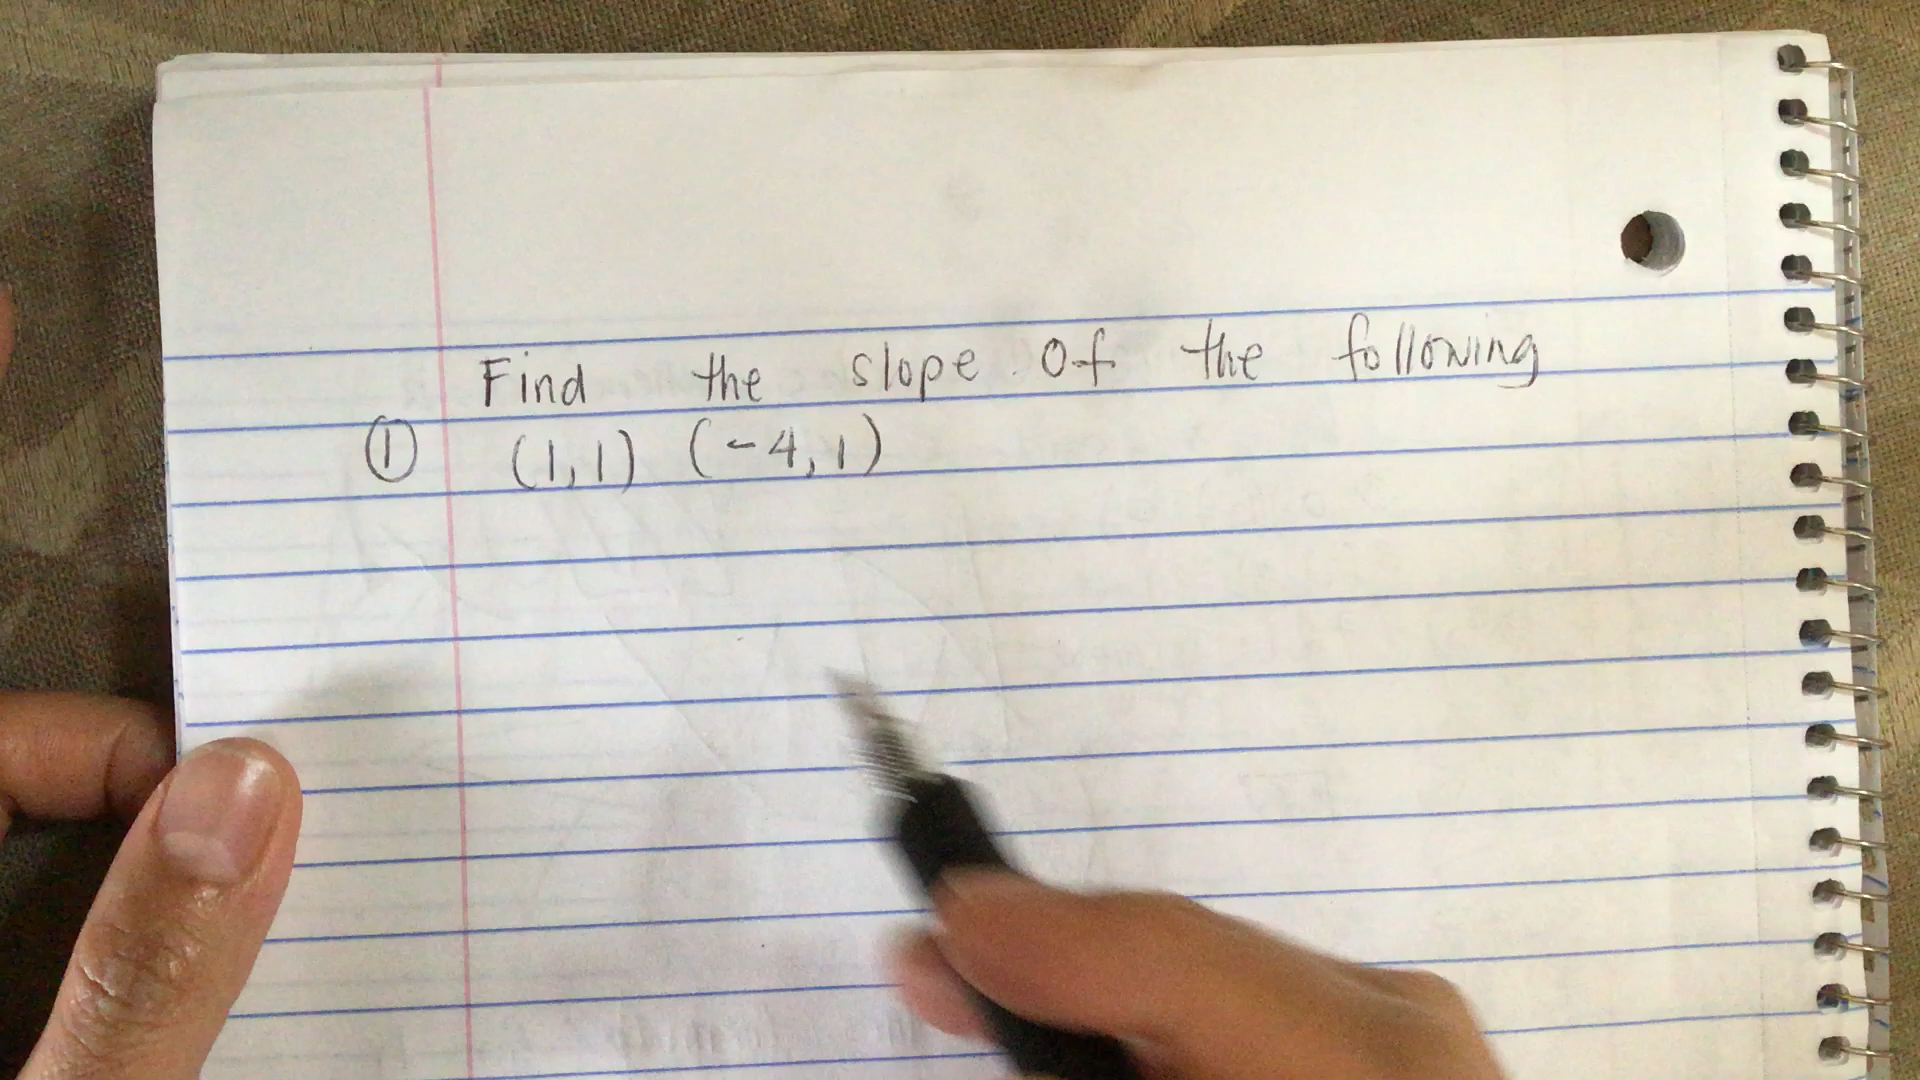 Find the slope of the following
① (1,1) (-4,1)